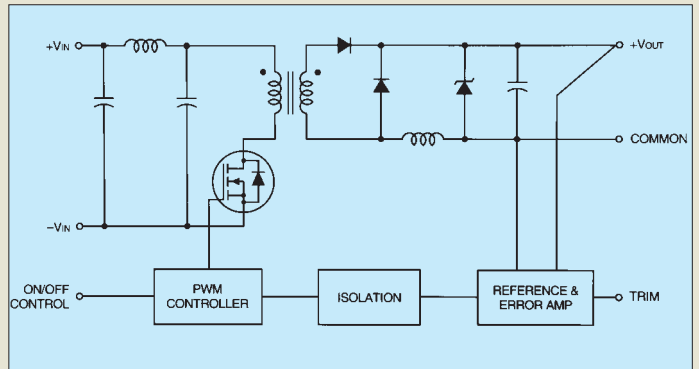 +VIN
+VOUT
COMMON
−VIN
ON/OFF
CONTROL
PWM
CONTROLLER
ISOLATION
REFERENCE &
ERROR AMP
TRIM